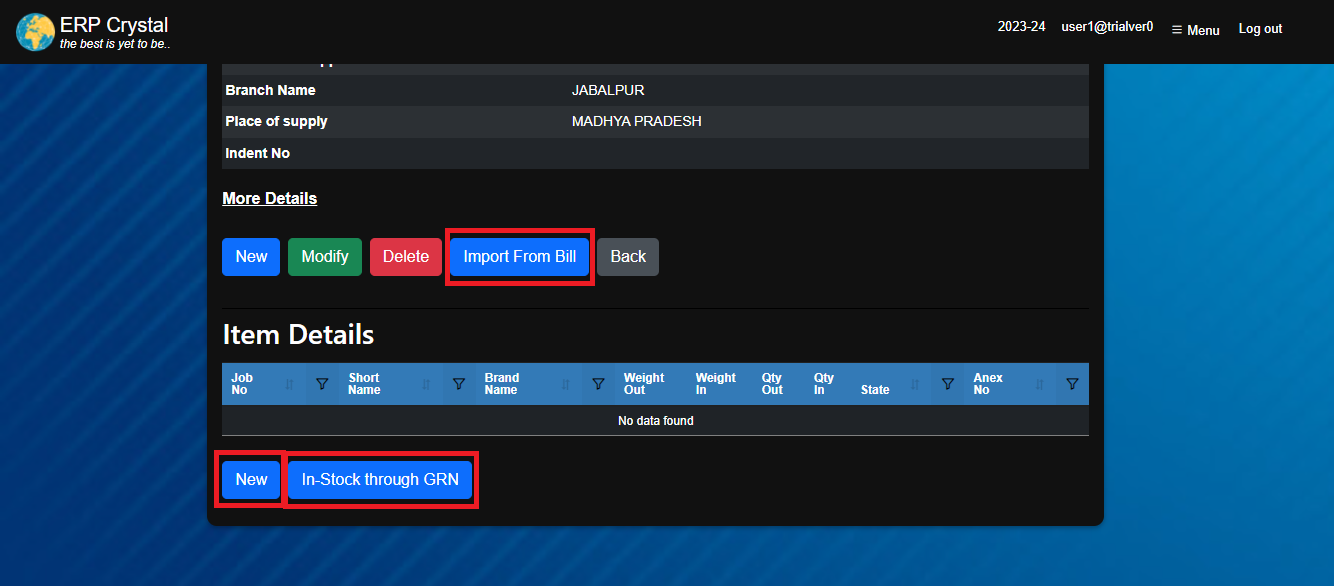 ERP Crystal
the best is yet to be..
2023-24 user1@trialver0 ☰ Menu Log out
Branch Name JABALPUR
Place of supply MADHYA PRADESH
Indent No
More Details
New Modify Delete Import From Bill Back
Item Details
Job No Short Name Brand Name Weight Out Weight In Qty Out Qty In State Anex No
No data found
New In-Stock through GRN